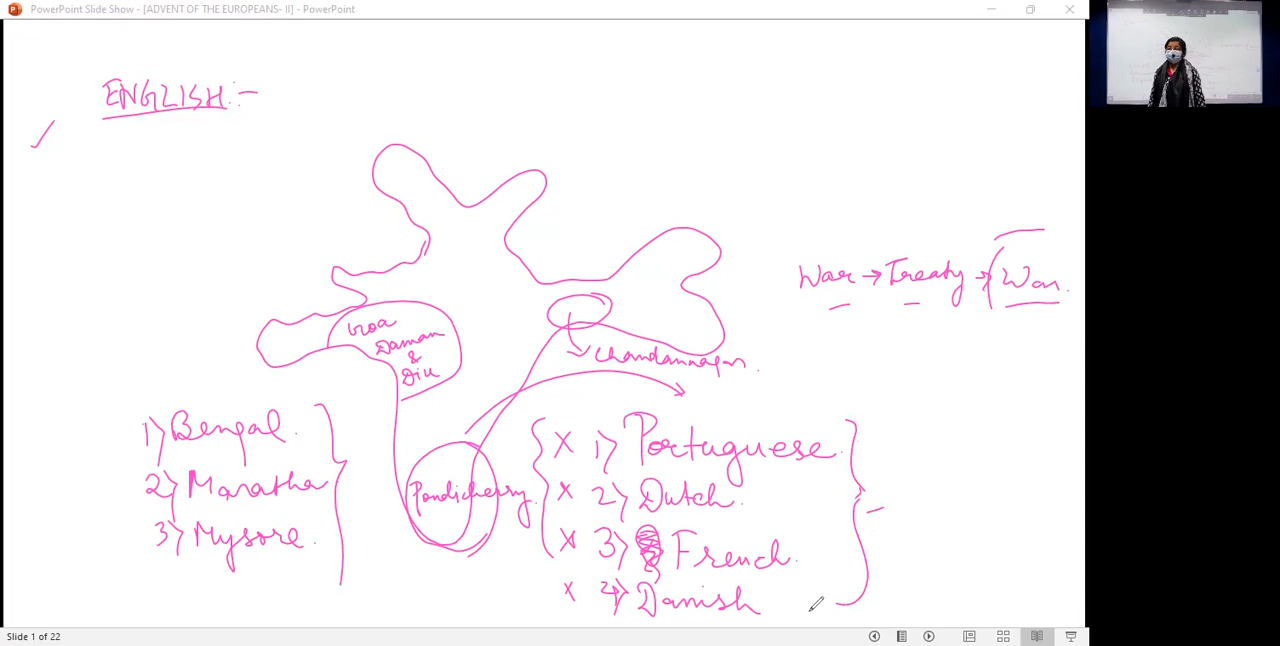 PowerPoint Slide Show - [ADVENT OF THE EUROPEANS- II] - PowerPoint
ENGLISH :-
War → Treaty → (War
Goa
Daman
&
Diu
Chandannagar.
1) Bengal.
2) Maratha
3) Mysore.
Pondicherry
X 1) Portuguese.
X 2) Dutch.
X 3) French.
X 4) Danish
Slide 1 of 22